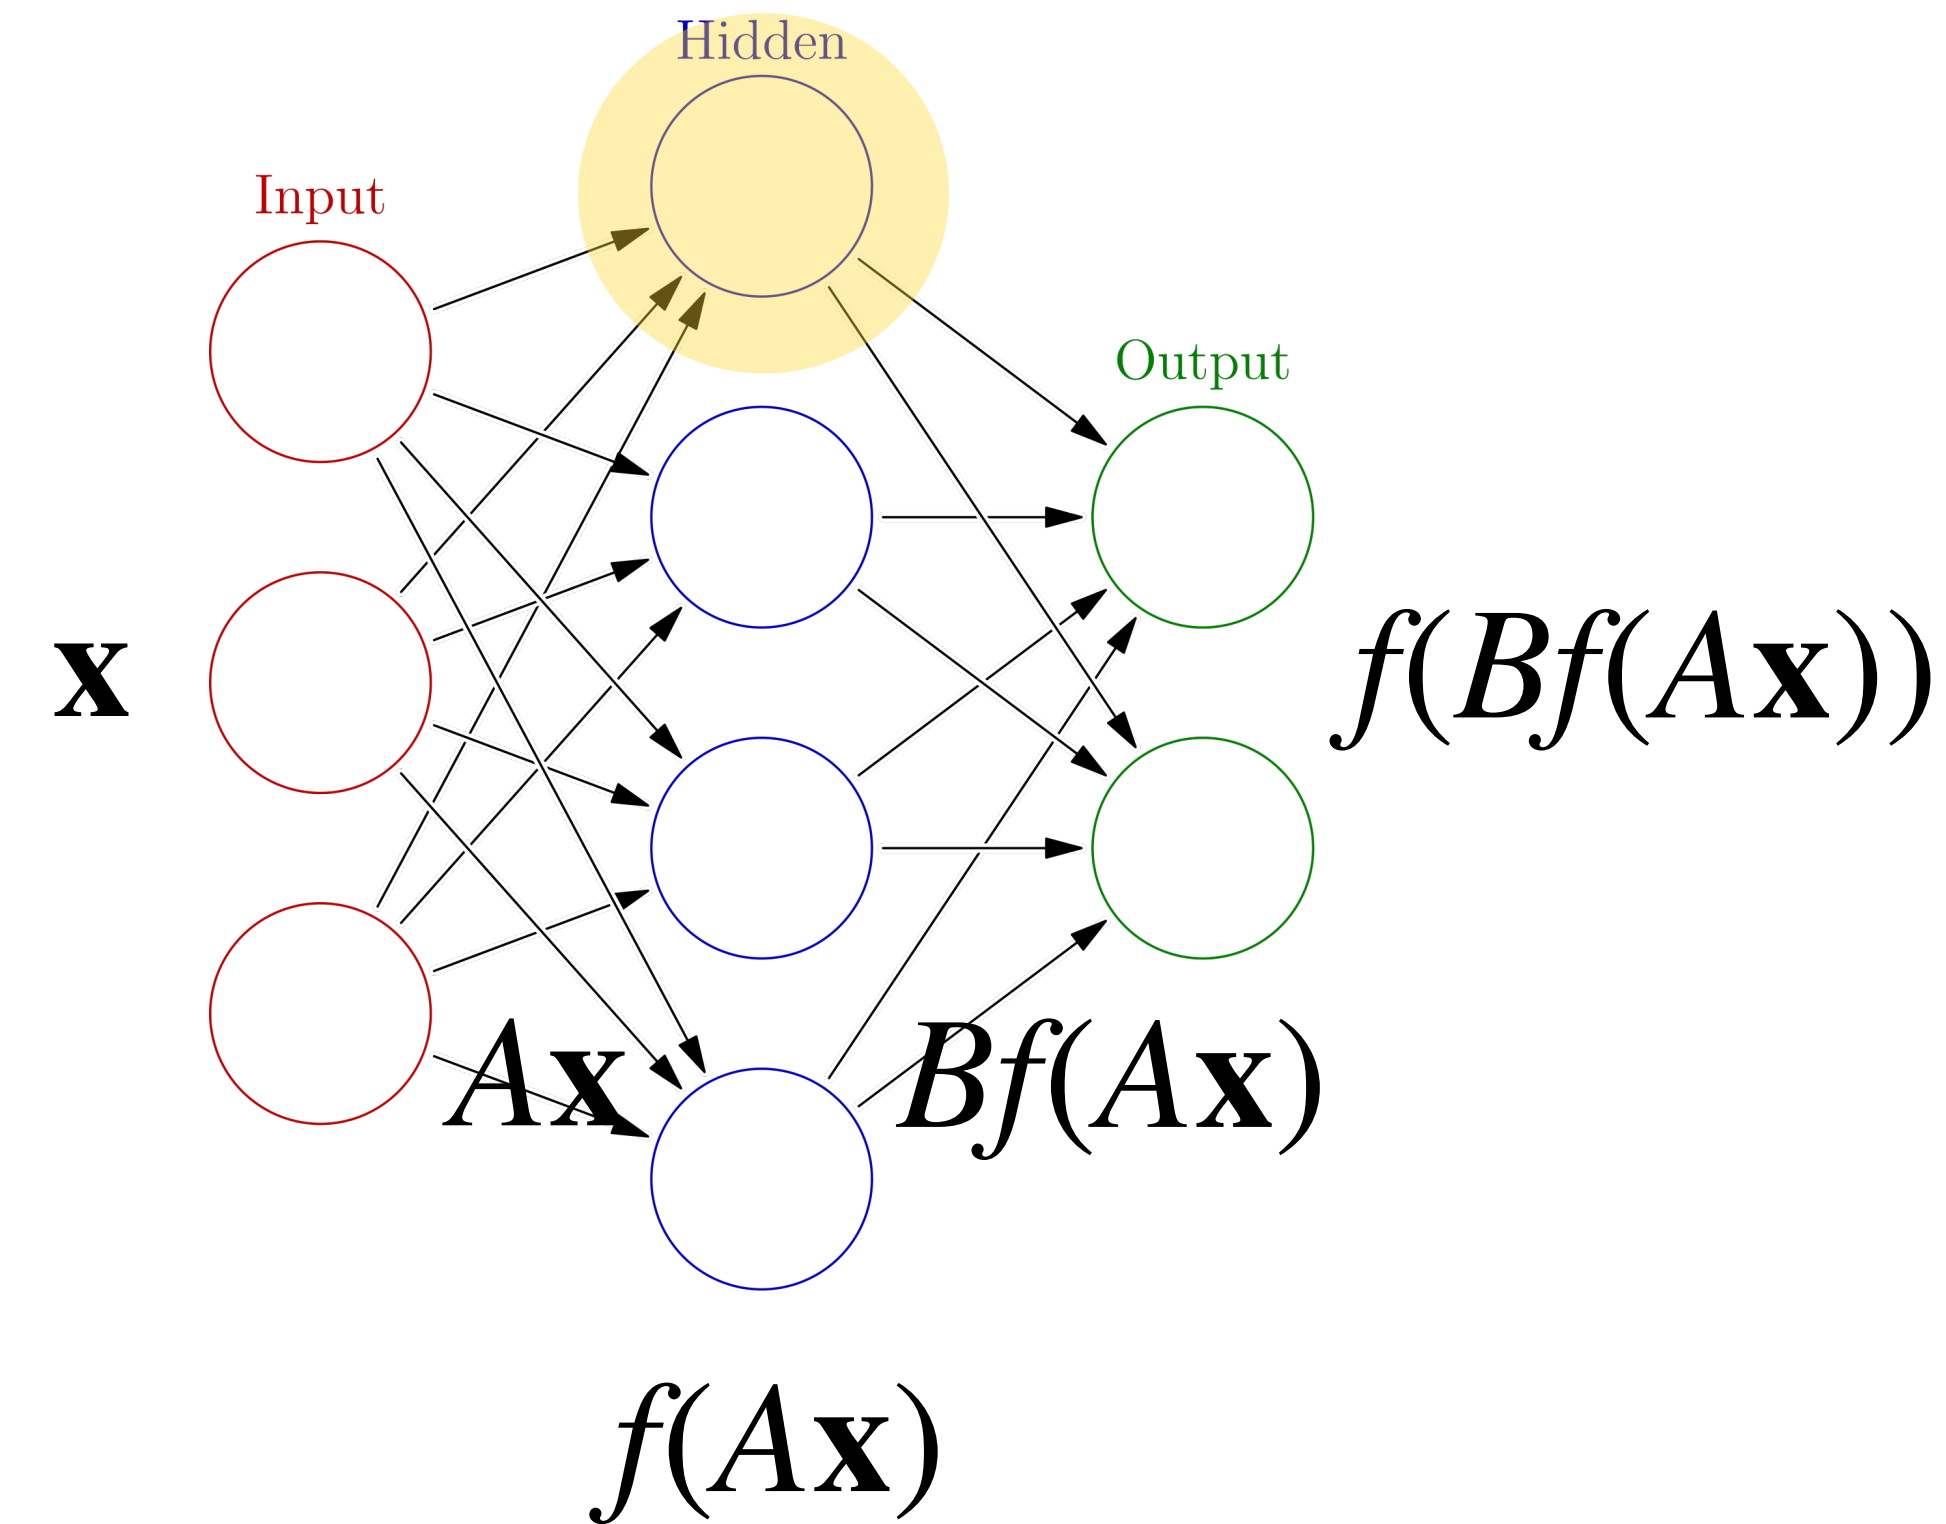 Hidden
Input
Output
x
f(Bf(Ax))
Ax
Bf(Ax)
f(Ax)